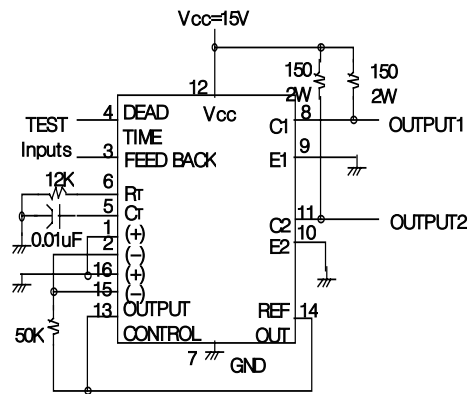 Vcc=15V
150
2W
150
2W
12
Vcc
TEST
Inputs
4
DEAD
TIME
3
FEED BACK
12K
6
RT
5
CT
0.01uF
1
(+)
2
(−)
16
(+)
15
(−)
13
OUTPUT
CONTROL
50K
7
GND
C1
8
OUTPUT1
E1
9
C2
11
OUTPUT2
10
E2
REF
14
OUT